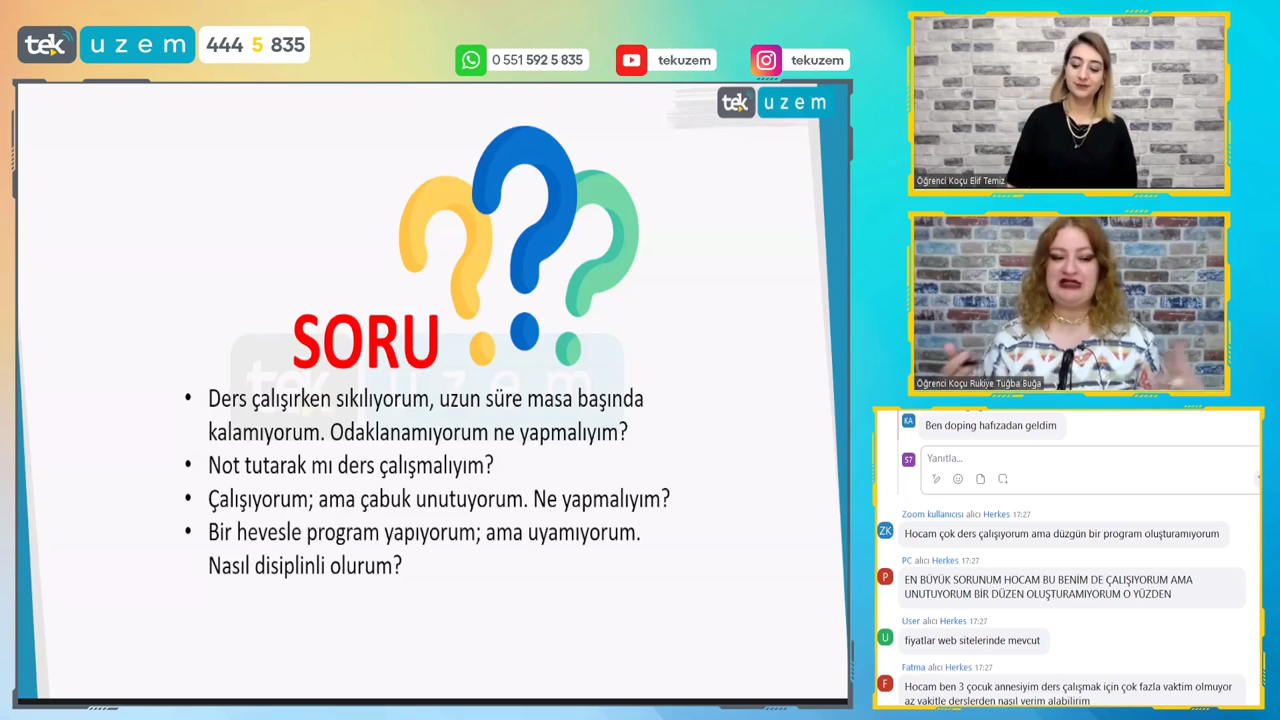 tek uzem 444 5 835
0 551 592 5 835
tekuzem
tekuzem
tek uzem
SORU
tek uzem
• Ders çalışırken sıkılıyorum, uzun süre masa başında
kalamıyorum. Odaklanamıyorum ne yapmalıyım?
• Not tutarak mı ders çalışmalıyım?
• Çalışıyorum; ama çabuk unutuyorum. Ne yapmalıyım?
• Bir hevesle program yapıyorum; ama uyamıyorum.
Nasıl disiplinli olurum?
Öğrenci Koçu Elif Temiz
Öğrenci Koçu Rukiye Tuğba Buğa
KA
Ben doping hafızadan geldim
S7
Yanıtla...
Zoom kullanıcısı alıcı Herkes 17:27
ZK
Hocam çok ders çalışıyorum ama düzgün bir program oluşturamıyorum
PC alıcı Herkes 17:27
P
EN BÜYÜK SORUNUM HOCAM BU BENİM DE ÇALIŞIYORUM AMA
UNUTUYORUM BİR DÜZEN OLUŞTURAMIYORUM O YÜZDEN
User alıcı Herkes 17:27
U
fiyatlar web sitelerinde mevcut
Fatma alıcı Herkes 17:27
F
Hocam ben 3 çocuk annesiyim ders çalışmak için çok fazla vaktim olmuyor
az vakitle derslerden nasıl verim alabilirim